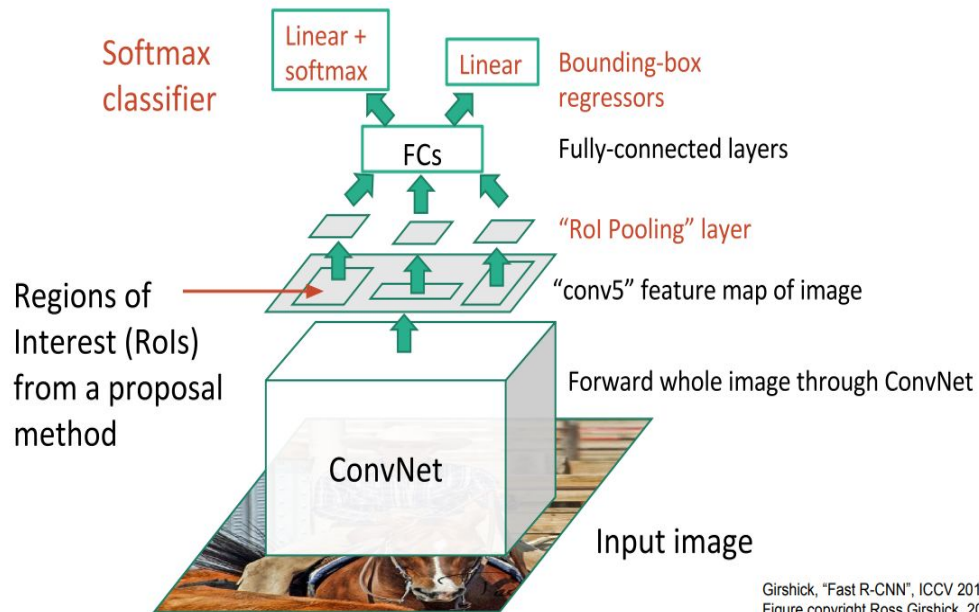 Softmax
classifier
Linear +
softmax
Linear
Bounding-box
regressors
FCs
Fully-connected layers
"RoI Pooling" layer
Regions of
Interest (RoIs)
from a proposal
method
"conv5" feature map of image
Forward whole image through ConvNet
ConvNet
Input image
Girshick, "Fast R-CNN", ICCV 201
Figure copyright Ross Girshick, 20